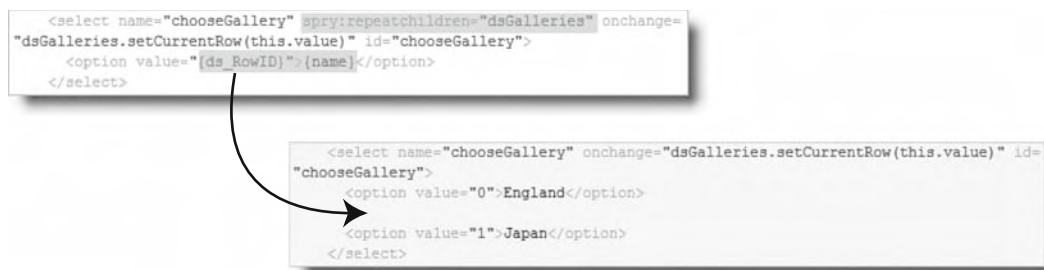 <select name="chooseGallery" spry:repeatchildren="dsGalleries" onchange=
"dsGalleries.setCurrentRow(this.value)" id="chooseGallery">
<option value="{ds_RowID}">{name}</option>
</select>
<select name="chooseGallery" onchange="dsGalleries.setCurrentRow(this.value)" id=
"chooseGallery">
<option value="0">England</option>
<option value="1">Japan</option>
</select>